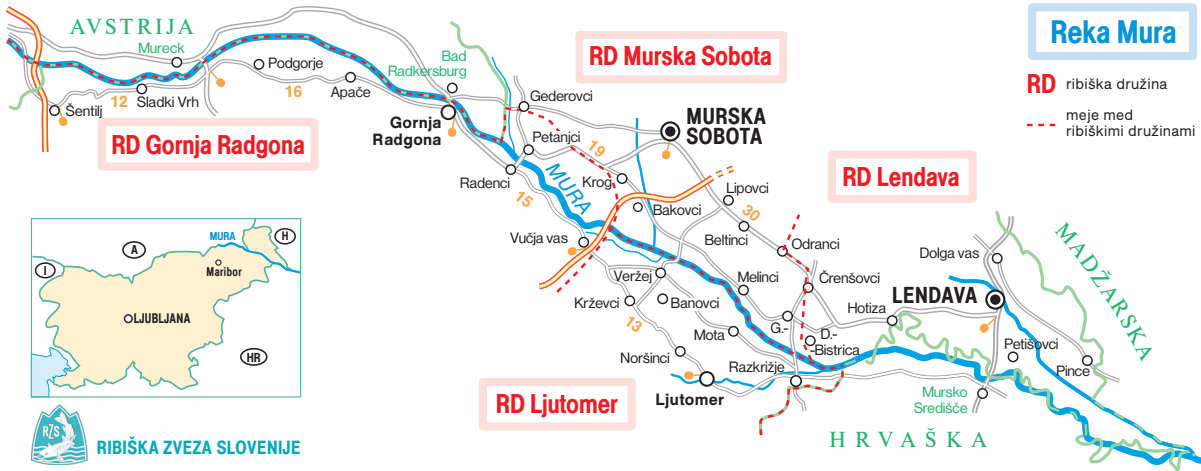 AVSTRIJA
Mureck
Podgorje
16
Apače
12
Sladki Vrh
Šentilj
RD Gornja Radgona
Bad
Radkersburg
Gornja
Radgona
RD Murska Sobota
Gederovci
MURSKA
SOBOTA
Petanjci
19
Radenci
Krog
MURA
15
Bakovci
Lipovci
30
Beltinci
Vučja vas
RD Lendava
Odranci
Veržej
Melinci
Črenšovci
Križevci
Banovci
13
Mota
G.-
D.-
-Bistrica
Hotiza
Noršinci
Razkrižje
Ljutomer
RD Ljutomer
Dolga vas
LENDAVA
MADŽARSKA
Petišovci
Pince
Mursko
Središče
HRVAŠKA
Reka Mura
RD ribiška družina
meje med
ribiškimi družinami
A
MURA
H
I
Maribor
LJUBLJANA
HR
RZS
RIBIŠKA ZVEZA SLOVENIJE